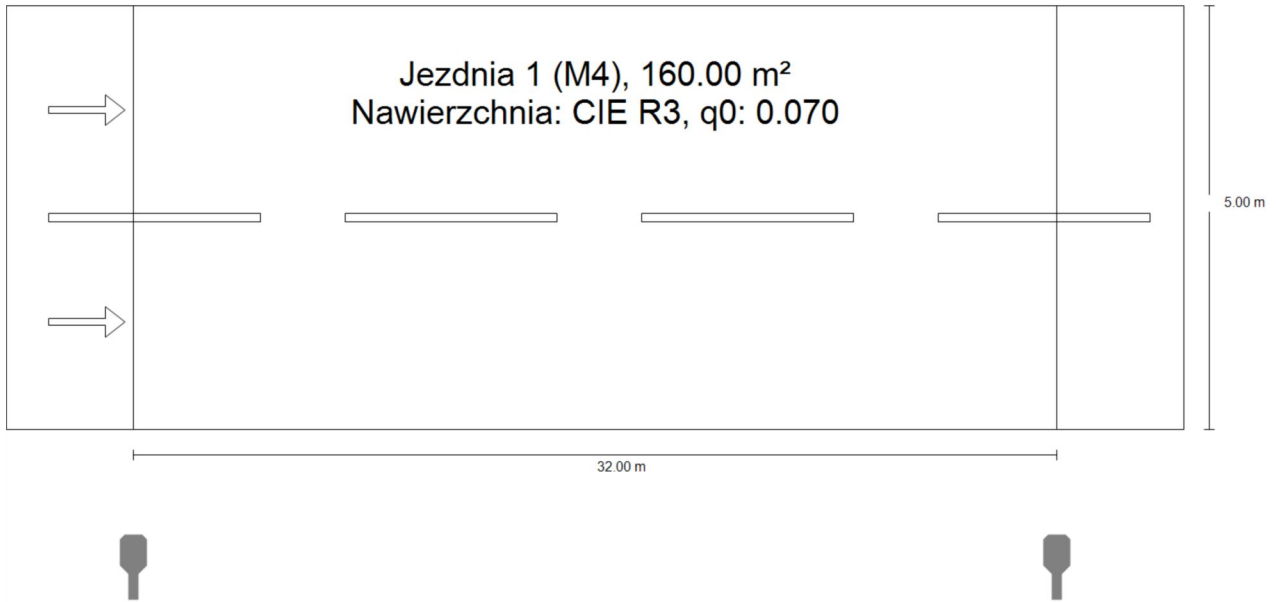 Jezdnia 1 (M4), 160.00 m²
Nawierzchnia: CIE R3, q0: 0.070
5.00 m
32.00 m